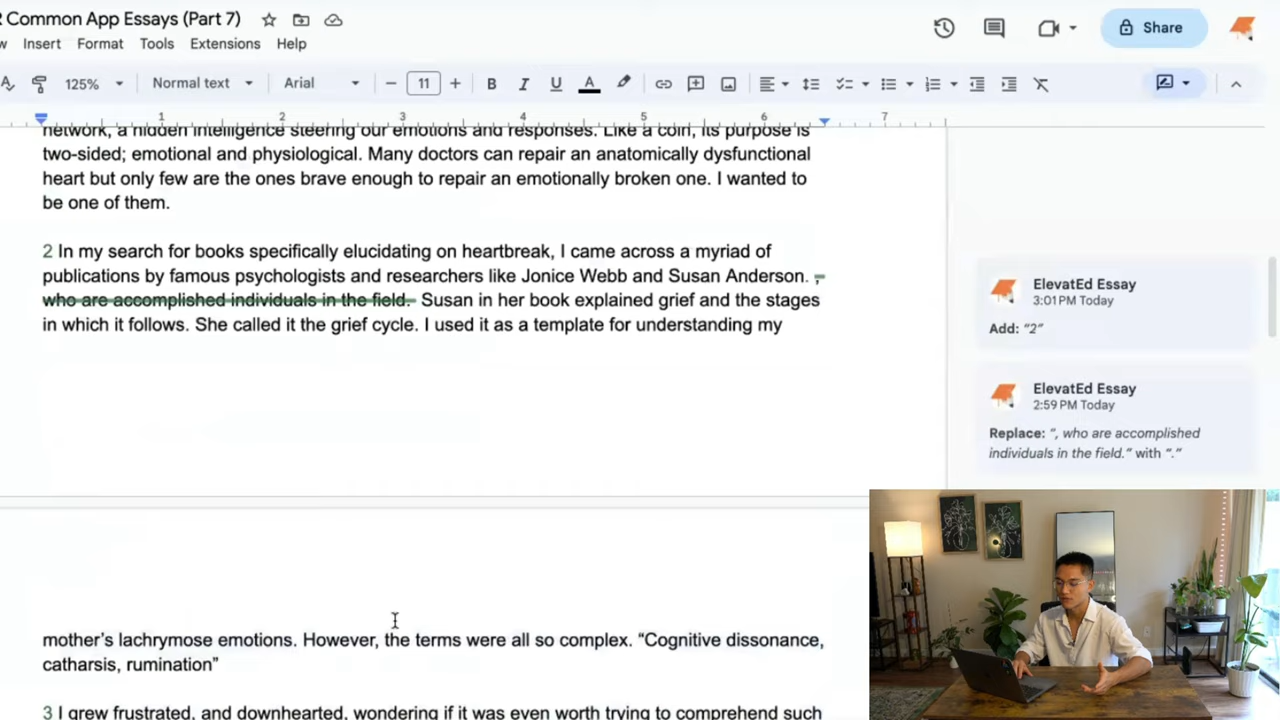 R Common App Essays (Part 7)
w Insert Format Tools Extensions Help
Share
125% Normal text Arial 11 B I U A
1 2 3 4 5 6 7
network, a hidden intelligence steering our emotions and responses. Like a coin, its purpose is
two-sided; emotional and physiological. Many doctors can repair an anatomically dysfunctional
heart but only few are the ones brave enough to repair an emotionally broken one. I wanted to
be one of them.
2 In my search for books specifically elucidating on heartbreak, I came across a myriad of
publications by famous psychologists and researchers like Jonice Webb and Susan Anderson. ,
who are accomplished individuals in the field. Susan in her book explained grief and the stages
in which it follows. She called it the grief cycle. I used it as a template for understanding my
ElevatEd Essay
3:01 PM Today
Add: “2”
ElevatEd Essay
2:59 PM Today
Replace: “, who are accomplished
individuals in the field.” with “.”
mother’s lachrymose emotions. However, the terms were all so complex. “Cognitive dissonance,
catharsis, rumination”
3 I grew frustrated, and downhearted, wondering if it was even worth trying to comprehend such